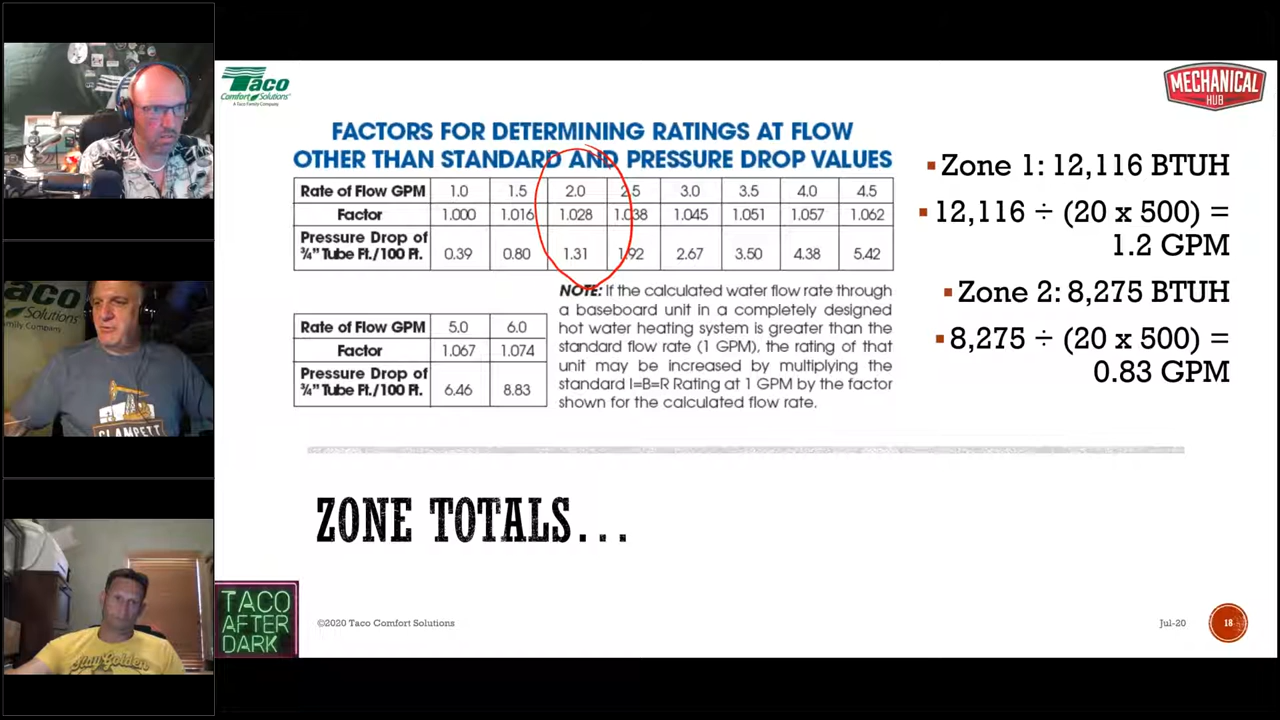 Taco
Comfort Solutions
A Taco Family Company
MECHANICAL
HUB
FACTORS FOR DETERMINING RATINGS AT FLOW
OTHER THAN STANDARD AND PRESSURE DROP VALUES
Rate of Flow GPM 1.0 1.5 2.0 2.5 3.0 3.5 4.0 4.5
Factor 1.000 1.016 1.028 1.038 1.045 1.051 1.057 1.062
Pressure Drop of
¾" Tube Ft./100 Ft. 0.39 0.80 1.31 1.92 2.67 3.50 4.38 5.42
Rate of Flow GPM 5.0 6.0
Factor 1.067 1.074
Pressure Drop of
¾" Tube Ft./100 Ft. 6.46 8.83
NOTE: If the calculated water flow rate through
a baseboard unit in a completely designed
hot water heating system is greater than the
standard flow rate (1 GPM), the rating of that
unit may be increased by multiplying the
standard I=B=R Rating at 1 GPM by the factor
shown for the calculated flow rate.
Zone 1: 12,116 BTUH
12,116 ÷ (20 x 500) =
1.2 GPM
Zone 2: 8,275 BTUH
8,275 ÷ (20 x 500) =
0.83 GPM
ZONE TOTALS...
TACO
AFTER
DARK
©2020 Taco Comfort Solutions
Jul-20
18
aco
Solutions
Family Company
CLAMPETT
Stay Golden